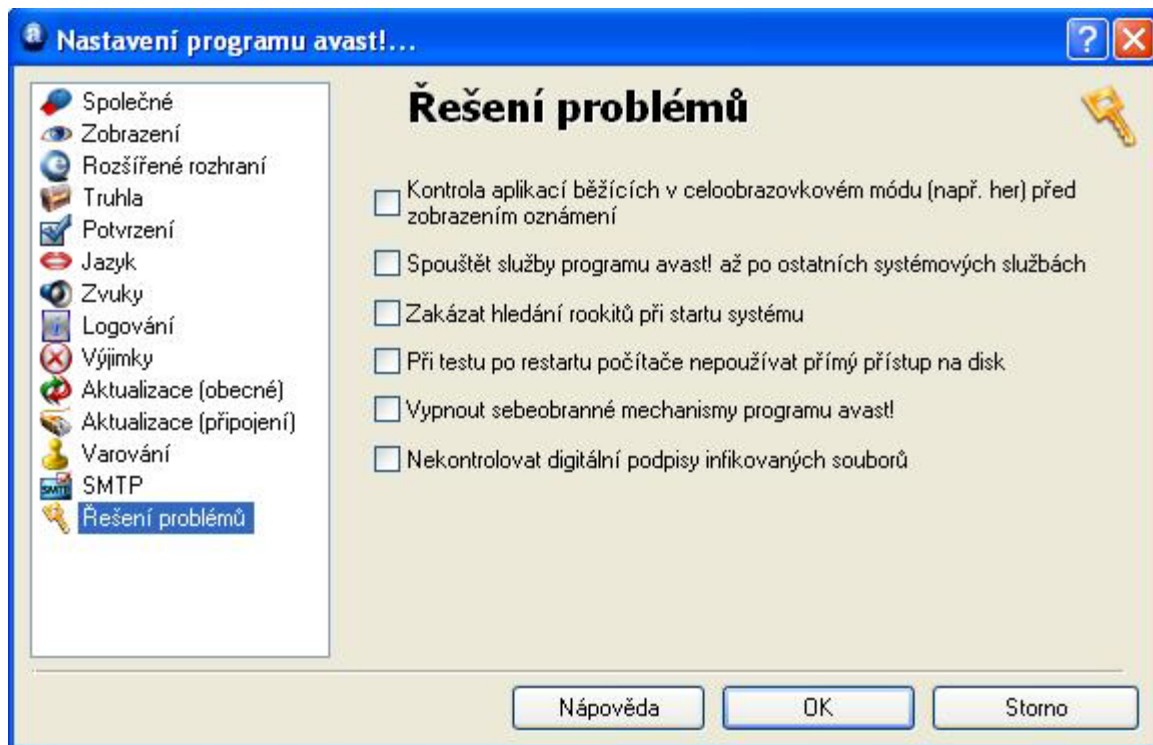 Nastavení programu avast!...
Společné
Zobrazení
Rozšířené rozhraní
Truhla
Potvrzení
Jazyk
Zvuky
Logování
Výjimky
Aktualizace (obecné)
Aktualizace (připojení)
Varování
SMTP
Řešení problémů
Řešení problémů
Kontrola aplikací běžících v celoobrazovkovém módu (např. her) před
zobrazením oznámení
Spouštět služby programu avast! až po ostatních systémových službách
Zakázat hledání rookitů při startu systému
Při testu po restartu počítače nepoužívat přímý přístup na disk
Vypnout sebeobranné mechanismy programu avast!
Nekontrolovat digitální podpisy infikovaných souborů
Nápověda
OK
Storno